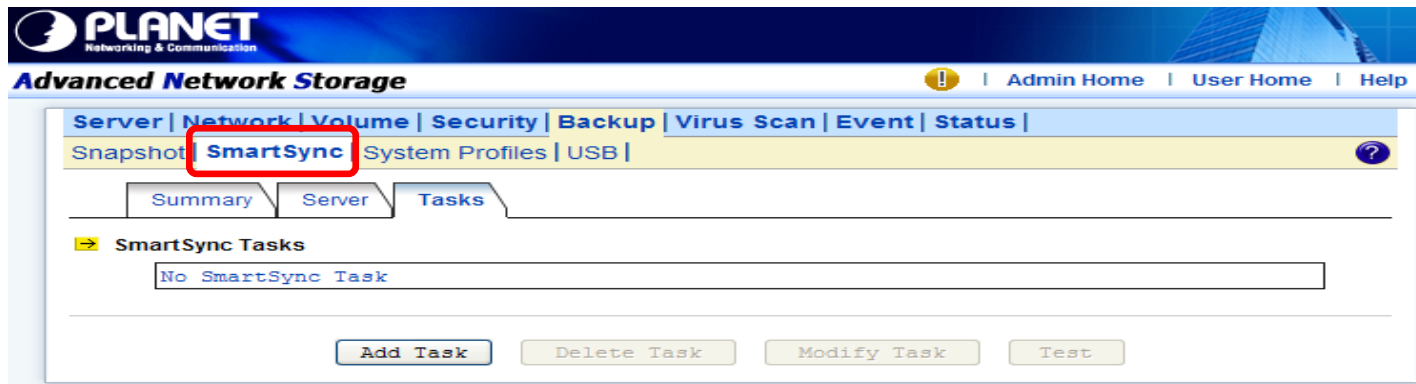 PLANET
Networking & Communication
Advanced Network Storage
! | Admin Home | User Home | Help
Server | Network | Volume | Security | Backup | Virus Scan | Event | Status |
Snapshot | SmartSync | System Profiles | USB | ?
Summary Server Tasks
SmartSync Tasks
No SmartSync Task
Add Task Delete Task Modify Task Test